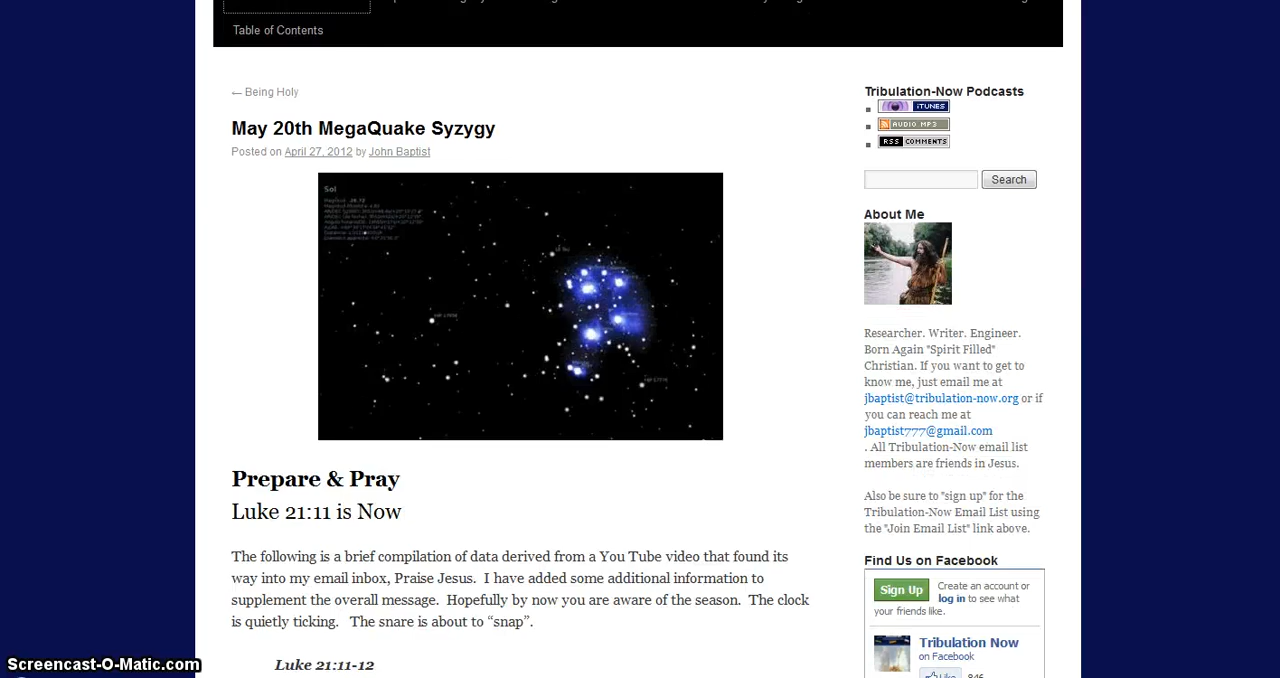 Table of Contents
← Being Holy
May 20th MegaQuake Syzygy
Posted on April 27, 2012 by John Baptist
Sol
Prepare & Pray
Luke 21:11 is Now
The following is a brief compilation of data derived from a You Tube video that found its
way into my email inbox, Praise Jesus.  I have added some additional information to
supplement the overall message.  Hopefully by now you are aware of the season.  The clock
is quietly ticking.   The snare is about to “snap”.
Luke 21:11-12
Tribulation-Now Podcasts
iTUNES
AUDIO MP3
RSS COMMENTS
Search
About Me
Researcher. Writer. Engineer.
Born Again "Spirit Filled"
Christian. If you want to get to
know me, just email me at
jbaptist@tribulation-now.org or if
you can reach me at
jbaptist777@gmail.com
. All Tribulation-Now email list
members are friends in Jesus.
Also be sure to "sign up" for the
Tribulation-Now Email List using
the "Join Email List" link above.
Find Us on Facebook
Sign Up
Create an account or
log in to see what
your friends like.
Tribulation Now
on Facebook
Like
Screencast-O-Matic.com